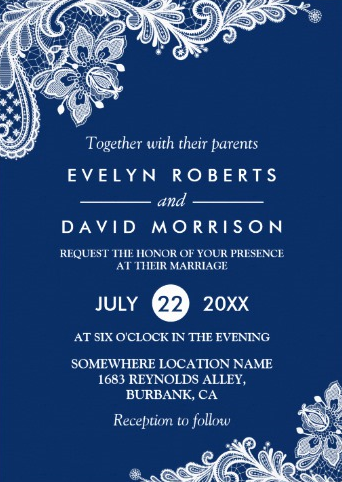 Together with their parents
EVELYN ROBERTS
and
DAVID MORRISON
REQUEST THE HONOR OF YOUR PRESENCE
AT THEIR MARRIAGE
JULY 22 20XX
AT SIX O'CLOCK IN THE EVENING
SOMEWHERE LOCATION NAME
1683 REYNOLDS ALLEY,
BURBANK, CA
Reception to follow